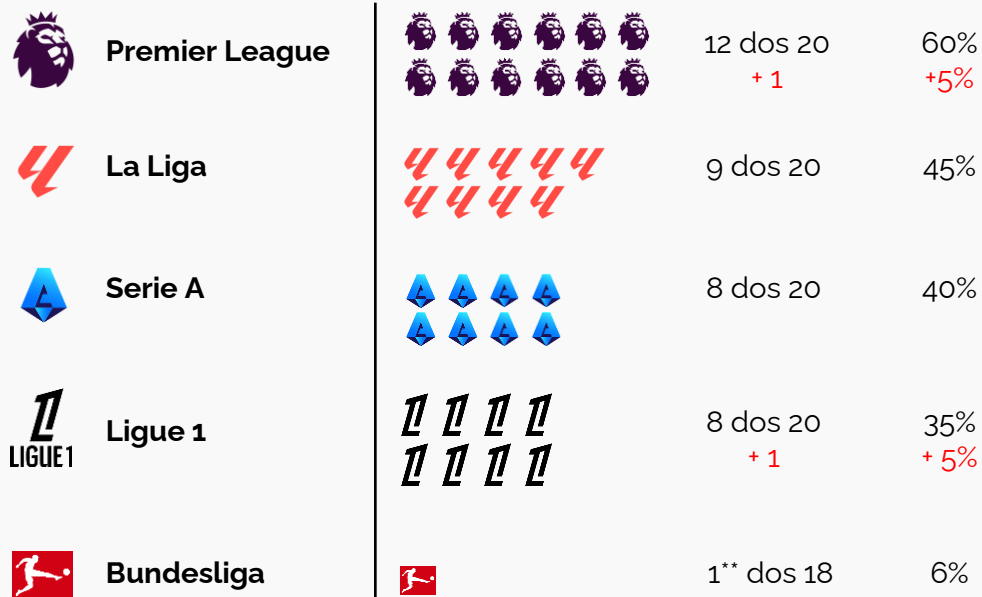 Premier League
12 dos 20
60%
+ 1
+5%
La Liga
9 dos 20
45%
Serie A
8 dos 20
40%
LIGUE 1
Ligue 1
8 dos 20
35%
+ 1
+ 5%
Bundesliga
1** dos 18
6%